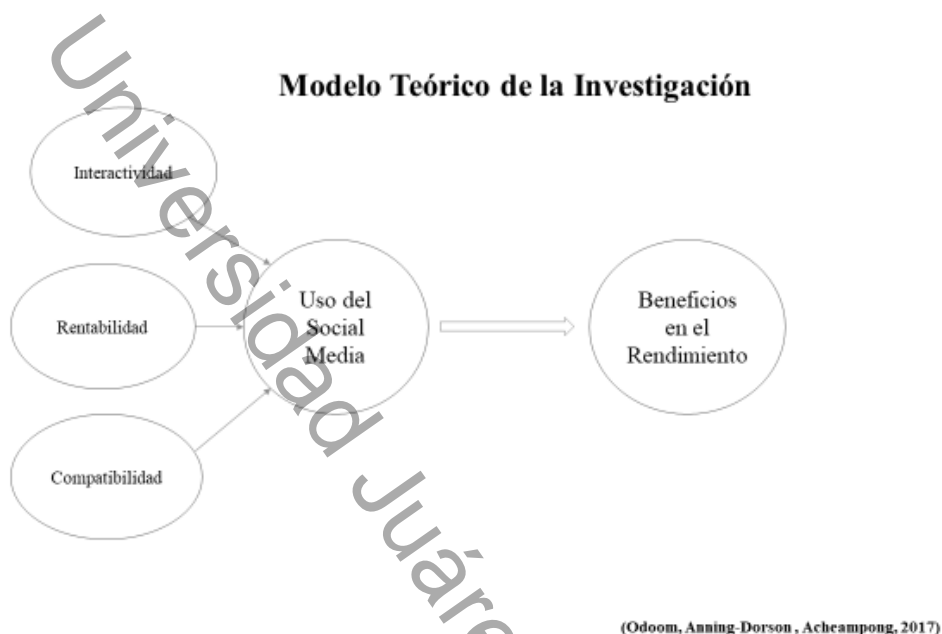 Modelo Teórico de la Investigación
Interactividad
Rentabilidad
Compatibilidad
Uso del
Social
Media
Beneficios
en el
Rendimiento
(Odoom, Anning-Dorson , Acheampong, 2017)
Universidad Juáre